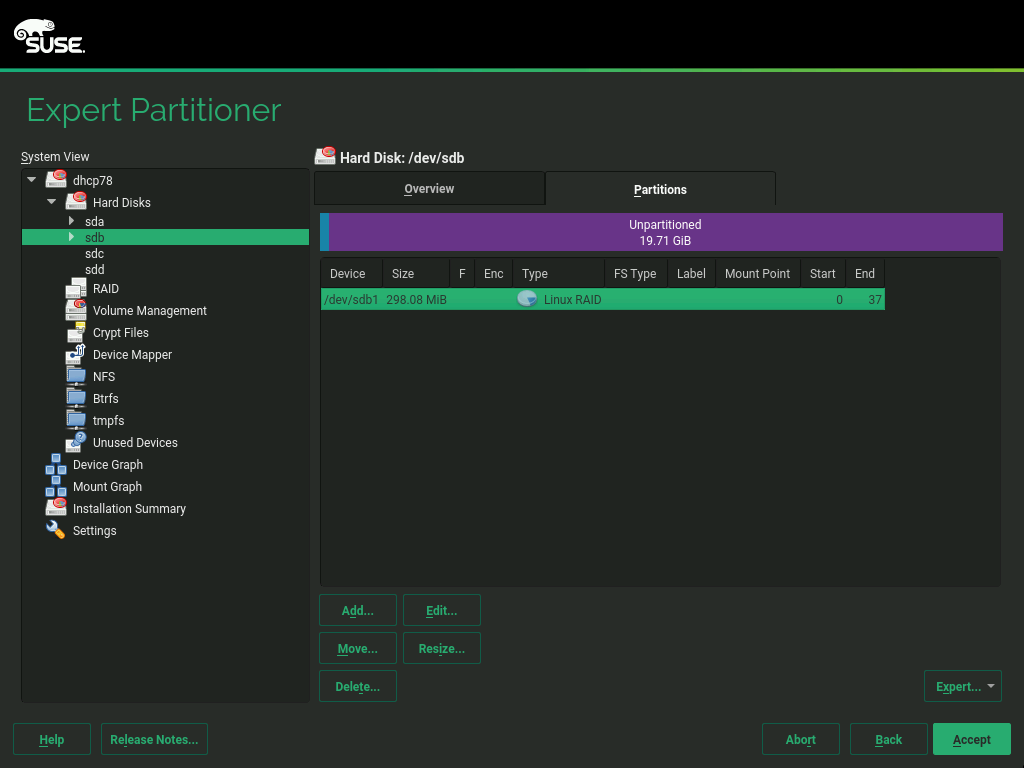 SUSE.
Expert Partitioner
System View
dhcp78
Hard Disks
sda
sdb
sdc
sdd
RAID
Volume Management
Crypt Files
Device Mapper
NFS
Btrfs
tmpfs
Unused Devices
Device Graph
Mount Graph
Installation Summary
Settings
Hard Disk: /dev/sdb
Overview Partitions
Unpartitioned
19.71 GiB
Device Size F Enc Type FS Type Label Mount Point Start End
/dev/sdb1 298.08 MiB Linux RAID 0 37
Add... Edit...
Move... Resize...
Delete... Expert...
Help Release Notes... Abort Back Accept